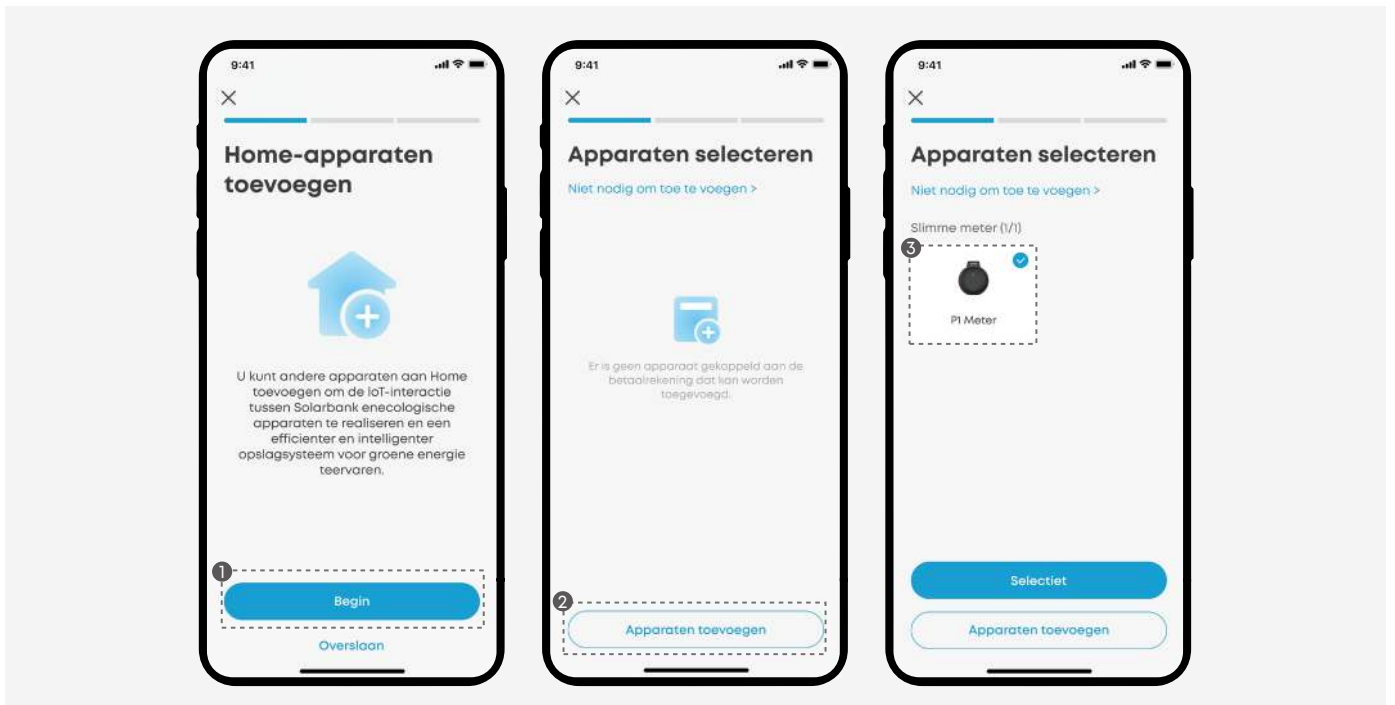 9:41
Home-apparaten
toevoegen
U kunt andere apparaten aan Home
toevoegen om de IoT-interactie
tussen Solarbank enecologische
apparaten te realiseren en een
efficienter en intelligenter
opslagsysteem voor groene energie
teervaren.
1
Begin
Overslaan
9:41
Apparaten selecteren
Niet nodig om toe te voegen >
Er is geen apparaat gekoppeld aan de
betaalrekening dat kan worden
toegevoegd.
2
Apparaten toevoegen
9:41
Apparaten selecteren
Niet nodig om toe te voegen >
Slimme meter (1/1)
3
P1 Meter
Selectiet
Apparaten toevoegen